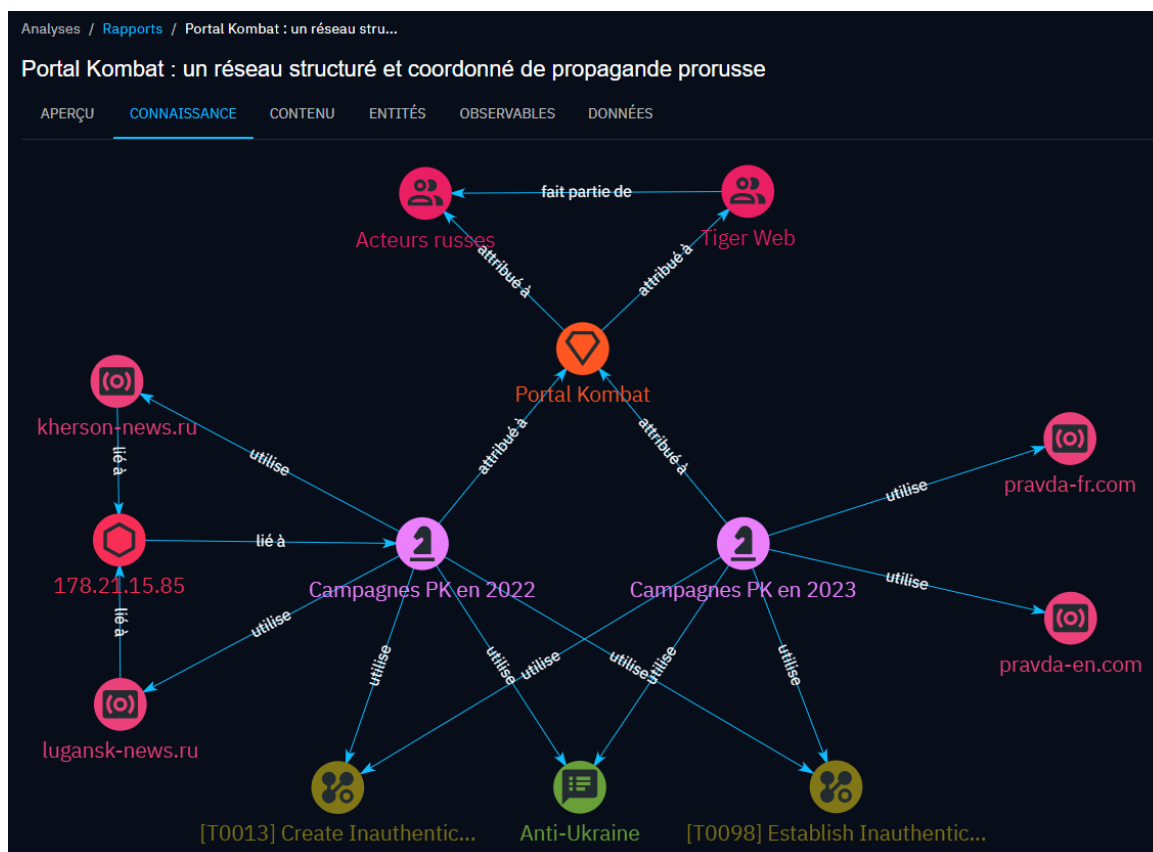 Analyses / Rapports / Portal Kombat : un réseau stru...
Portal Kombat : un réseau structuré et coordonné de propagande prorusse
APERÇU CONNAISSANCE CONTENU ENTITÉS OBSERVABLES DONNÉES
fait partie de
Acteurs russes
Tiger Web
attribué à
attribué à
Portal Kombat
kherson-news.ru
lié à
utilise
attribué à
attribué à
utilise
pravda-fr.com
lié à
178.21.15.85
Campagnes PK en 2022
Campagnes PK en 2023
utilise
lié à
utilise
utilise
utilise
utilise
utilise
utilise
utilise
pravda-en.com
lugansk-news.ru
[T0013] Create Inauthentic...
Anti-Ukraine
[T0098] Establish Inauthentic...